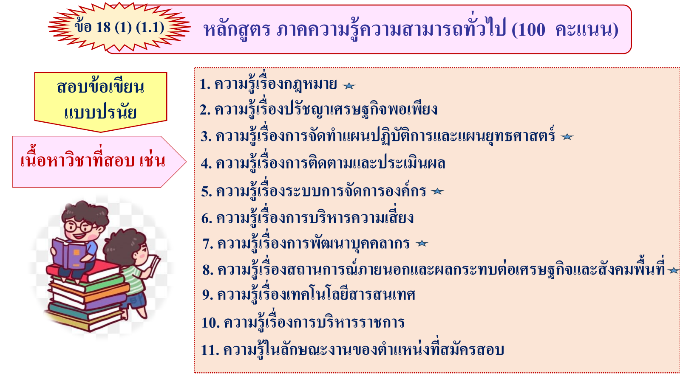 ข้อ 18 (1) (1.1)
หลักสูตร ภาคความรู้ความสามารถทั่วไป (100 คะแนน)
สอบข้อเขียน
แบบปรนัย
เนื้อหาวิชาที่สอบ เช่น
1. ความรู้เรื่องกฎหมาย
2. ความรู้เรื่องปรัชญาเศรษฐกิจพอเพียง
3. ความรู้เรื่องการจัดทำแผนปฏิบัติการและแผนยุทธศาสตร์
4. ความรู้เรื่องการติดตามและประเมินผล
5. ความรู้เรื่องระบบการจัดการองค์กร
6. ความรู้เรื่องการบริหารความเสี่ยง
7. ความรู้เรื่องการพัฒนาบุคคลากร
8. ความรู้เรื่องสถานการณ์ภายนอกและผลกระทบต่อเศรษฐกิจและสังคมพื้นที่
9. ความรู้เรื่องเทคโนโลยีสารสนเทศ
10. ความรู้เรื่องการบริหารราชการ
11. ความรู้ในลักษณะงานของตำแหน่งที่สมัครสอบ